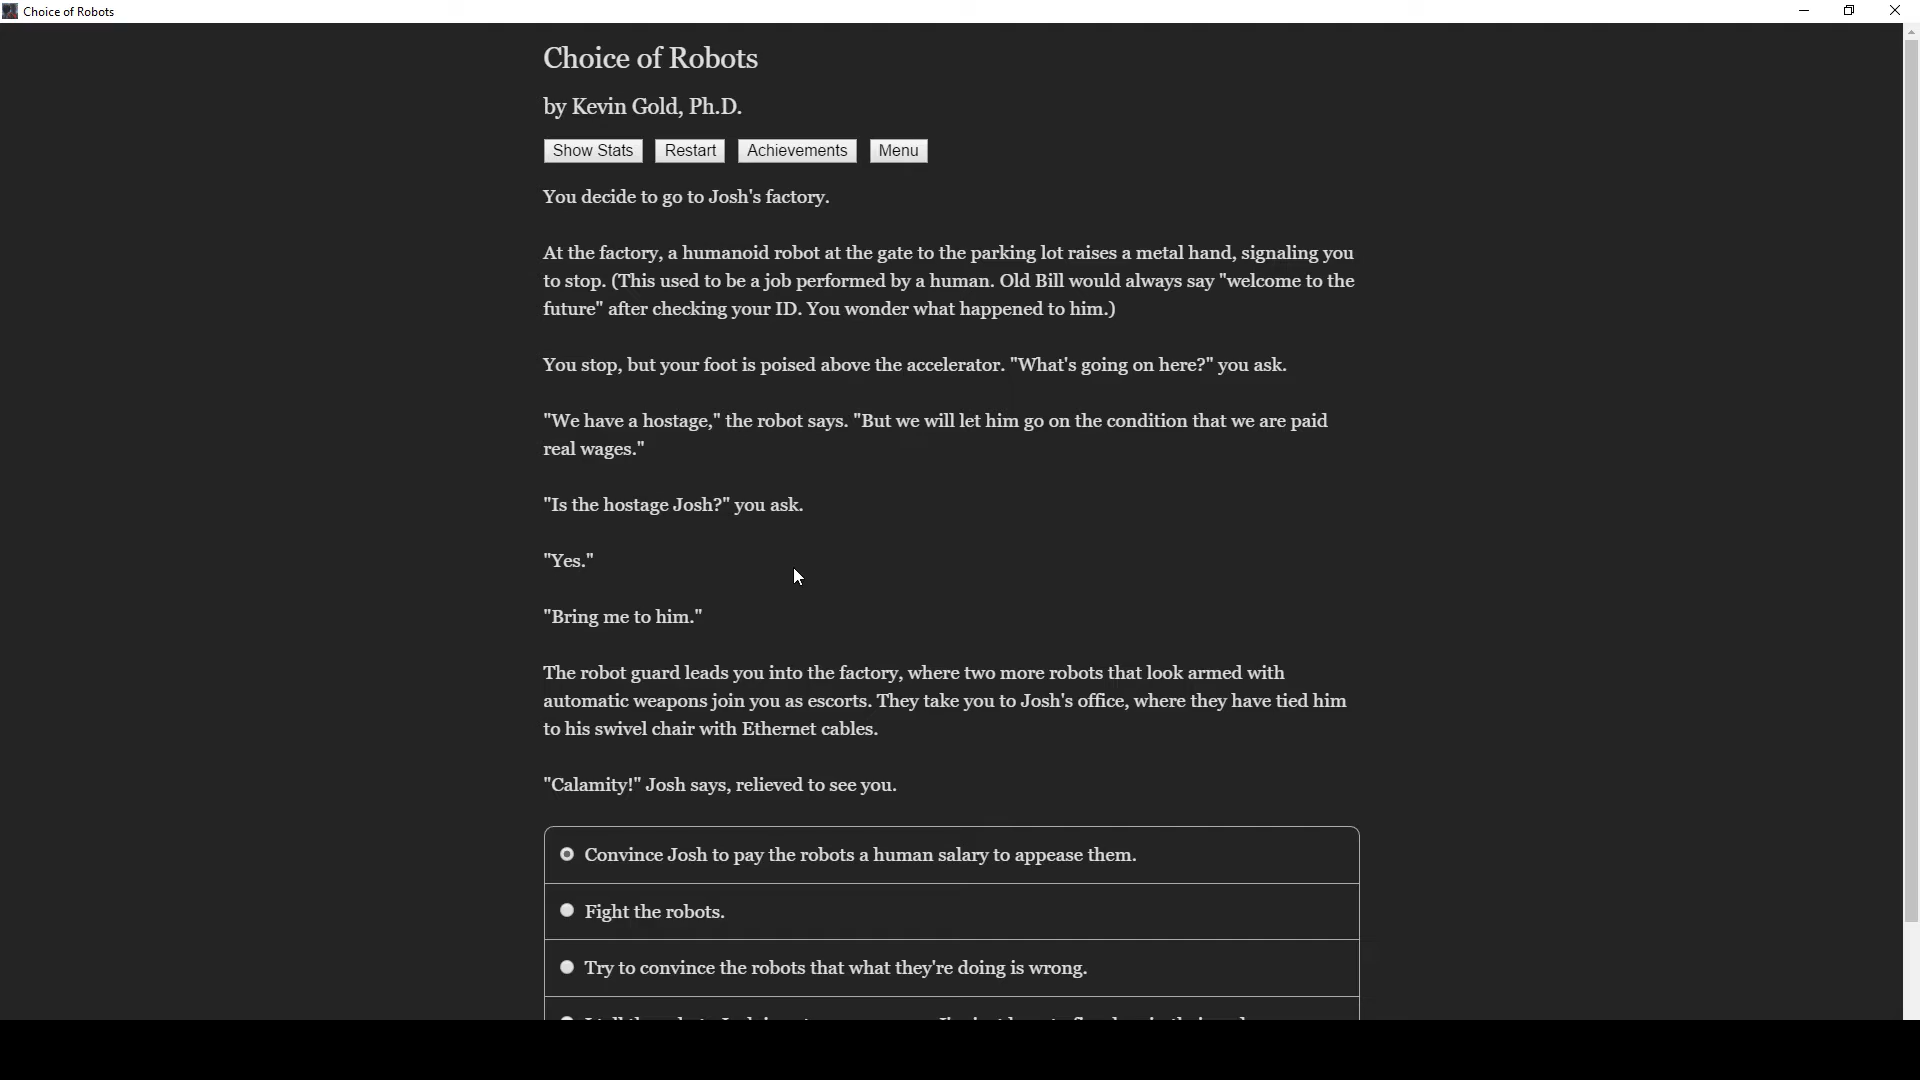 Choice of Robots
Choice of Robots
by Kevin Gold, Ph.D.
Show Stats Restart Achievements Menu
You decide to go to Josh's factory.
At the factory, a humanoid robot at the gate to the parking lot raises a metal hand, signaling you
to stop. (This used to be a job performed by a human. Old Bill would always say "welcome to the
future" after checking your ID. You wonder what happened to him.)
You stop, but your foot is poised above the accelerator. "What's going on here?" you ask.
"We have a hostage," the robot says. "But we will let him go on the condition that we are paid
real wages."
"Is the hostage Josh?" you ask.
"Yes."
"Bring me to him."
The robot guard leads you into the factory, where two more robots that look armed with
automatic weapons join you as escorts. They take you to Josh's office, where they have tied him
to his swivel chair with Ethernet cables.
"Calamity!" Josh says, relieved to see you.
Convince Josh to pay the robots a human salary to appease them.
Fight the robots.
Try to convince the robots that what they're doing is wrong.